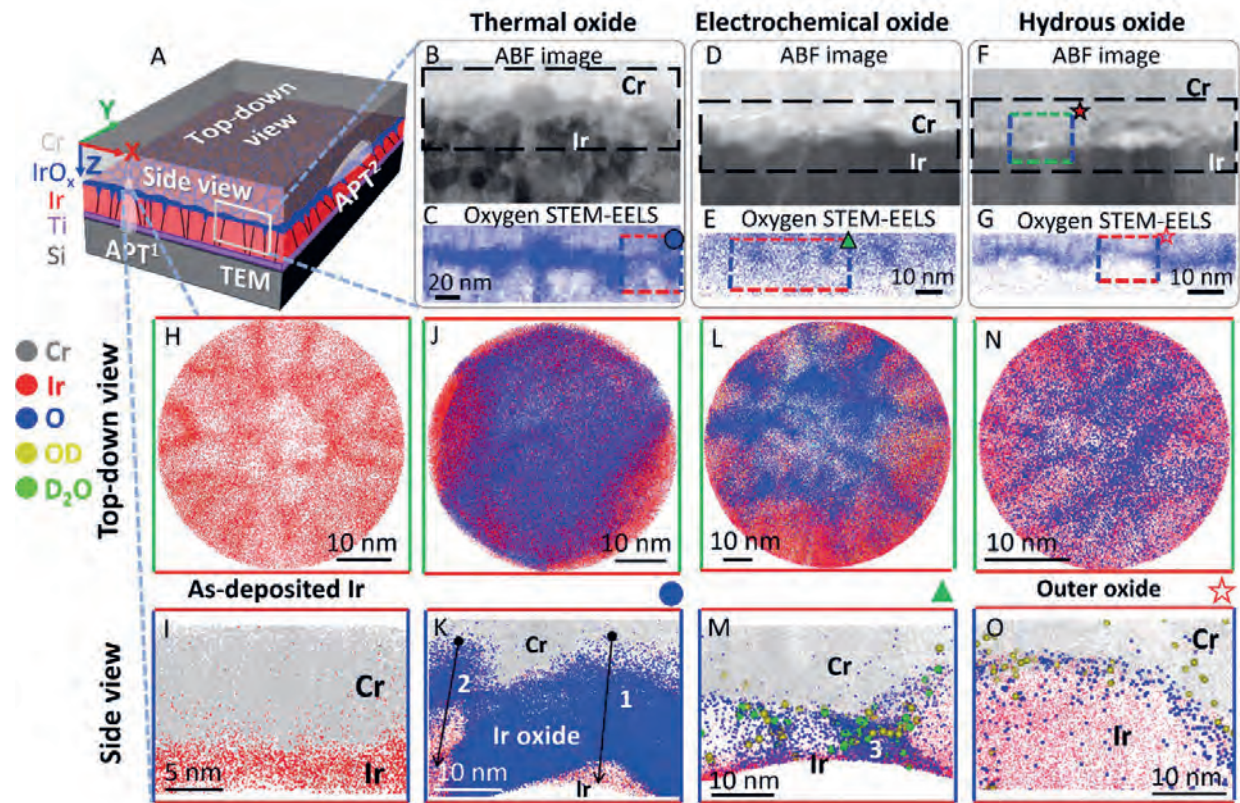 Thermal oxide
Electrochemical oxide
Hydrous oxide
A
Y
X
Z
Cr
IrOx
Ir
Ti
Si
Top-down view
Side view
APT1
APT2
TEM
B
ABF image
Cr
Ir
C
Oxygen STEM-EELS
20 nm
D
ABF image
Cr
Ir
E
Oxygen STEM-EELS
10 nm
F
ABF image
Cr
Ir
G
Oxygen STEM-EELS
10 nm
Cr
Ir
O
OD
D2O
Top-down view
H
10 nm
J
10 nm
L
10 nm
N
10 nm
As-deposited Ir
Outer oxide
Side view
I
Cr
5 nm
Ir
K
Cr
2
1
Ir oxide
10 nm
Ir
M
Cr
3
Ir
10 nm
O
Cr
Ir
10 nm